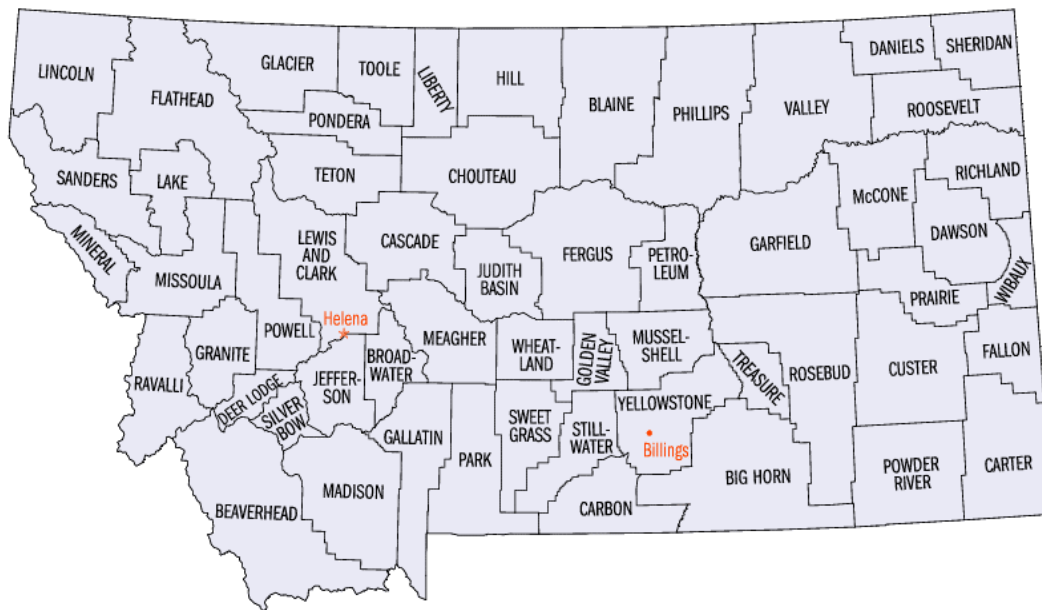 LINCOLN
FLATHEAD
GLACIER
TOOLE
LIBERTY
HILL
BLAINE
PHILLIPS
VALLEY
DANIELS
SHERIDAN
ROOSEVELT
PONDERA
TETON
CHOUTEAU
SANDERS
LAKE
MINERAL
MISSOULA
LEWIS
AND
CLARK
CASCADE
JUDITH
BASIN
FERGUS
PETRO-
LEUM
GARFIELD
McCONE
RICHLAND
DAWSON
WIBAUX
PRAIRIE
Helena
POWELL
GRANITE
RAVALLI
DEER LODGE
SILVER
BOW
JEFFER-
SON
BROAD-
WATER
MEAGHER
WHEAT-
LAND
GOLDEN
VALLEY
MUSSEL-
SHELL
TREASURE
ROSEBUD
CUSTER
FALLON
GALLATIN
PARK
SWEET
GRASS
STILL-
WATER
YELLOWSTONE
Billings
BIG HORN
POWDER
RIVER
CARTER
CARBON
MADISON
BEAVERHEAD